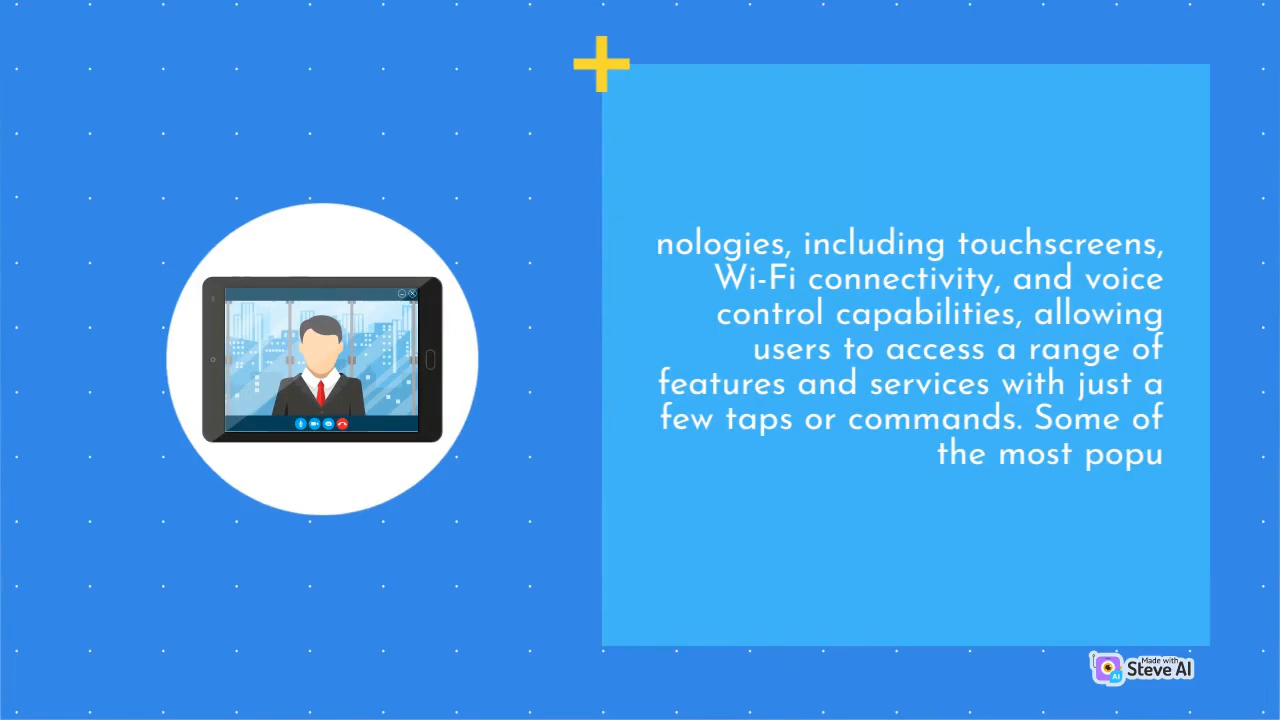 nologies, including touchscreens,
Wi-Fi connectivity, and voice
control capabilities, allowing
users to access a range of
features and services with just a
few taps or commands. Some of
the most popu
Made with
Steve AI
AI